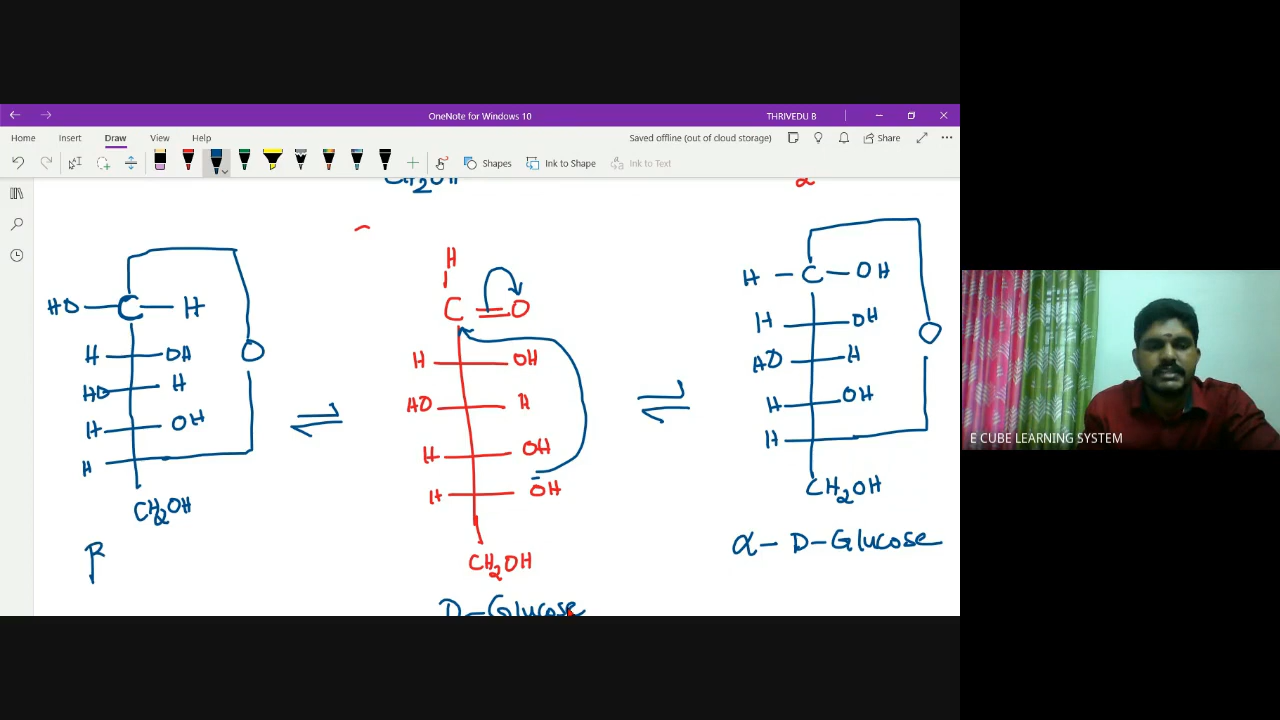 OneNote for Windows 10
THRIVEDU B
Home Insert Draw View Help
Saved offline (out of cloud storage)
Share
Shapes
Ink to Shape
Ink to Text
CH2OH
α
HO C H
H OH
HO H
H OH
H
O
CH2OH
β
H
C = O
H OH
HO H
H OH
H OH
CH2OH
D-Glucose
H - C - OH
H OH
HO H
H OH
H
O
CH2OH
α- D-Glucose
E CUBE LEARNING SYSTEM